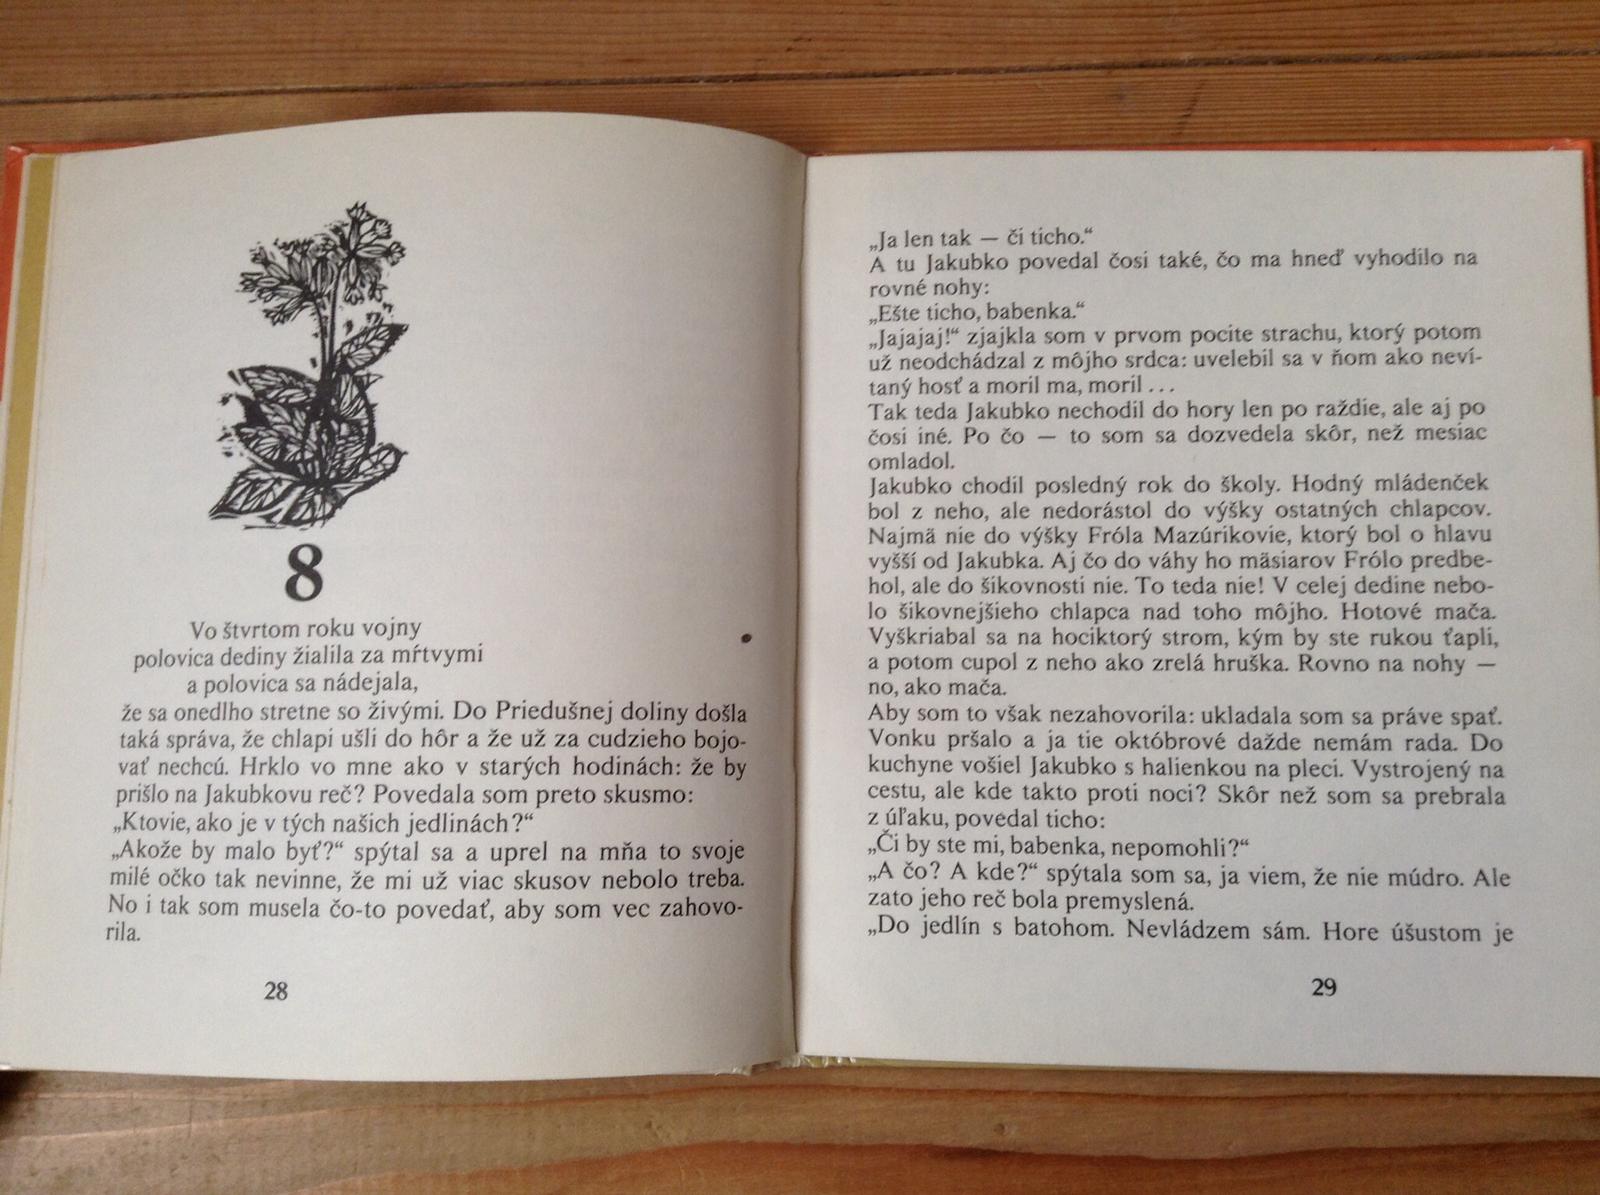 8
Vo štvrtom roku vojny
polovica dediny žialila za mŕtvymi
a polovica sa nádejala,
že sa onedlho stretne so živými. Do Priedušnej doliny došla
taká správa, že chlapi ušli do hôr a že už za cudzieho bojo-
vať nechcú. Hrklo vo mne ako v starých hodinách: že by
prišlo na Jakubkovu reč? Povedala som preto skusmo:
„Ktovie, ako je v tých našich jedlinách?“
„Akože by malo byť?“ spýtal sa a uprel na mňa to svoje
milé očko tak nevinne, že mi už viac skusov nebolo treba.
No i tak som musela čo-to povedať, aby som vec zahovo-
rila.
28
„Ja len tak — či ticho.“
A tu Jakubko povedal čosi také, čo ma hneď vyhodilo na
rovné nohy:
„Ešte ticho, babenka.“
„Jajajaj!“ zjajkla som v prvom pocite strachu, ktorý potom
už neodchádzal z môjho srdca: uvelebil sa v ňom ako neví-
taný hosť a moril ma, moril...
Tak teda Jakubko nechodil do hory len po raždie, ale aj po
čosi iné. Po čo — to som sa dozvedela skôr, než mesiac
omladol.
Jakubko chodil posledný rok do školy. Hodný mládenček
bol z neho, ale nedorástol do výšky ostatných chlapcov.
Najmä nie do výšky Fróla Mazúrikovie, ktorý bol o hlavu
vyšší od Jakubka. Aj čo do váhy ho mäsiarov Frólo predbe-
hol, ale do šikovnosti nie. To teda nie! V celej dedine nebo-
lo šikovnejšieho chlapca nad toho môjho. Hotové mača.
Vyškriabal sa na hociktorý strom, kým by ste rukou ťapli,
a potom cupol z neho ako zrelá hruška. Rovno na nohy —
no, ako mača.
Aby som to však nezahovorila: ukladala som sa práve spať.
Vonku pršalo a ja tie októbrové dažde nemám rada. Do
kuchyne vošiel Jakubko s halienkou na pleci. Vystrojený na
cestu, ale kde takto proti noci? Skôr než som sa prebrala
z úľaku, povedal ticho:
„Či by ste mi, babenka, nepomohli?“
„A čo? A kde?“ spýtala som sa, ja viem, že nie múdro. Ale
zato jeho reč bola premyslená.
„Do jedlín s batohom. Nevládzem sám. Hore úšustom je
29